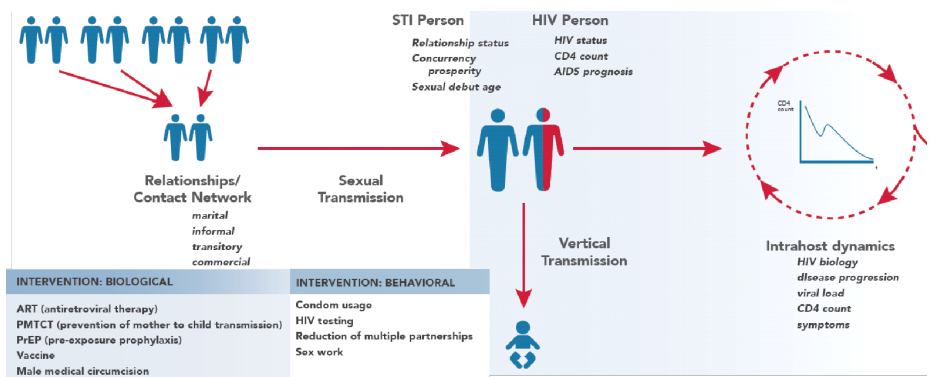 STI Person
Relationship status
Concurrency
prosperity
Sexual debut age
HIV Person
HIV status
CD4 count
AIDS prognosis
CD4
count
Relationships/
Contact Network
marital
informal
transitory
commercial
Sexual
Transmission
Vertical
Transmission
Intrahost dynamics
HIV biology
disease progression
viral load
CD4 count
symptoms
INTERVENTION: BIOLOGICAL
ART (antiretroviral therapy)
PMTCT (prevention of mother to child transmission)
PrEP (pre-exposure prophylaxis)
Vaccine
Male medical circumcision
INTERVENTION: BEHAVIORAL
Condom usage
HIV testing
Reduction of multiple partnerships
Sex work